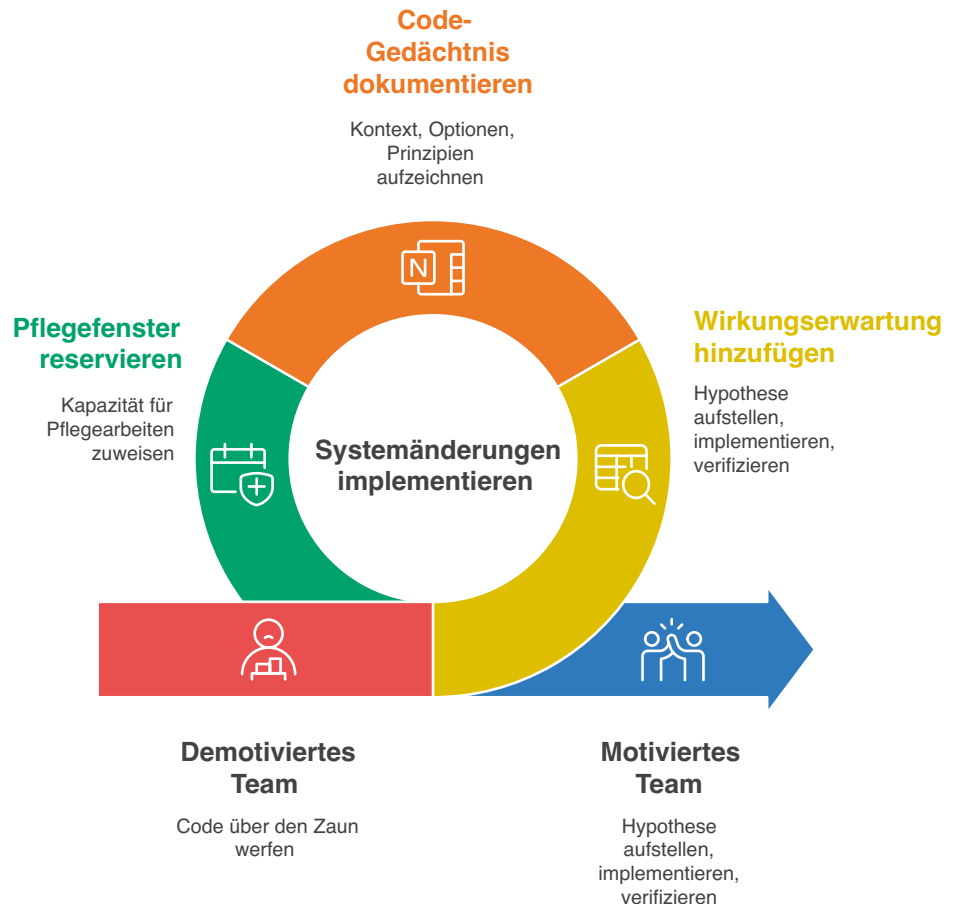 Code-
Gedächtnis
dokumentieren
Kontext, Optionen,
Prinzipien
aufzeichnen
N
Pflegefenster
reservieren
Kapazität für
Pflegearbeiten
zuweisen
Wirkungserwartung
hinzufügen
Hypothese
aufstellen,
implementieren,
verifizieren
Systemänderungen
implementieren
Demotiviertes
Team
Code über den Zaun
werfen
Motiviertes
Team
Hypothese
aufstellen,
implementieren,
verifizieren